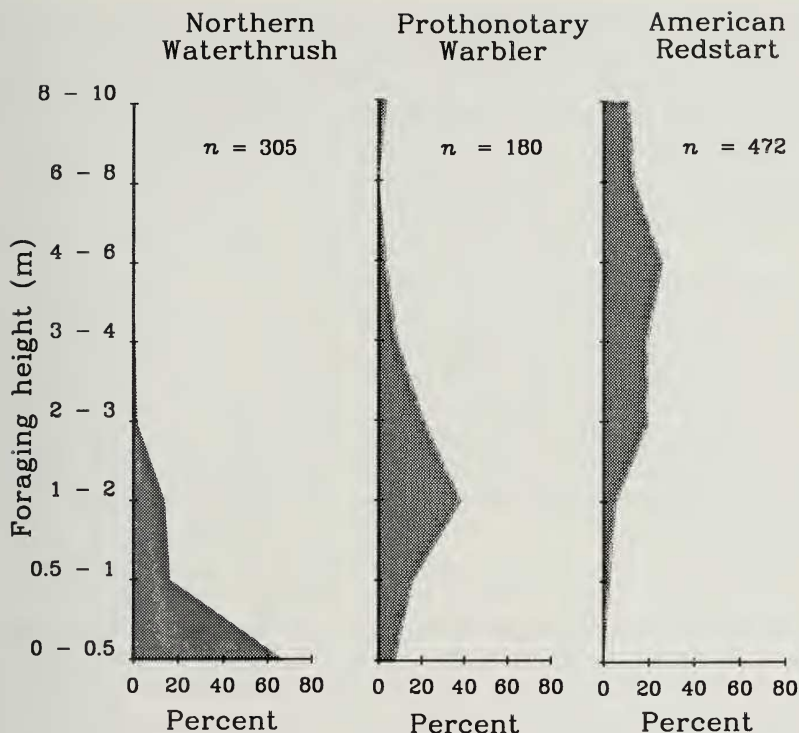 Northern
Waterthrush
Prothonotary
Warbler
American
Redstart
n = 305
n = 180
n = 472
Foraging height (m)
8 - 10
6 - 8
4 - 6
3 - 4
2 - 3
1 - 2
0.5 - 1
0 - 0.5
0 20 40 60 80
0 20 40 60 80
0 20 40 60 80
Percent
Percent
Percent